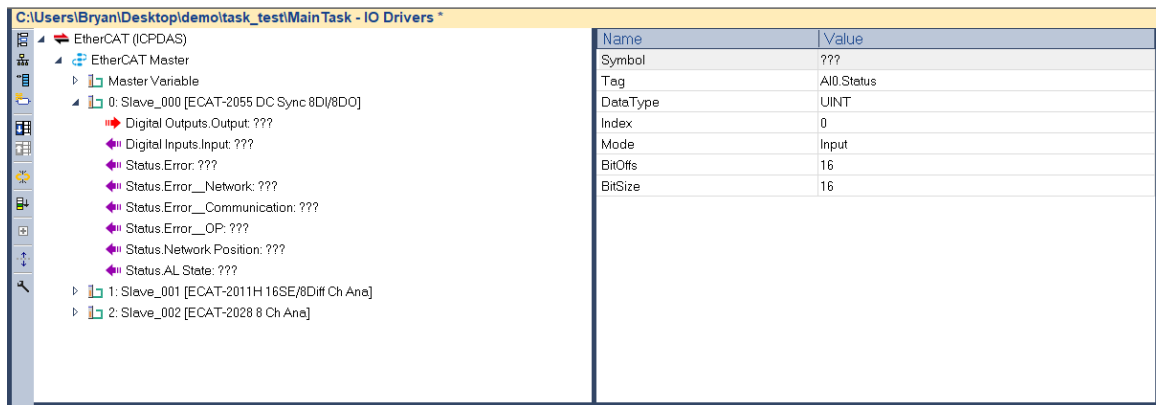 C:\Users\Bryan\Desktop\demo\task_test\Main Task - IO Drivers *
EtherCAT (ICPDAS)
EtherCAT Master
Master Variable
0: Slave_000 [ECAT-2055 DC Sync 8DI/8DO]
Digital Outputs.Output: ???
Digital Inputs.Input: ???
Status.Error: ???
Status.Error__Network: ???
Status.Error__Communication: ???
Status.Error__OP: ???
Status.Network Position: ???
Status.AL State: ???
1: Slave_001 [ECAT-2011H 16SE/8Diff Ch Ana]
2: Slave_002 [ECAT-2028 8 Ch Ana]
Name Value
Symbol ???
Tag AI0.Status
DataType UINT
Index 0
Mode Input
BitOffs 16
BitSize 16